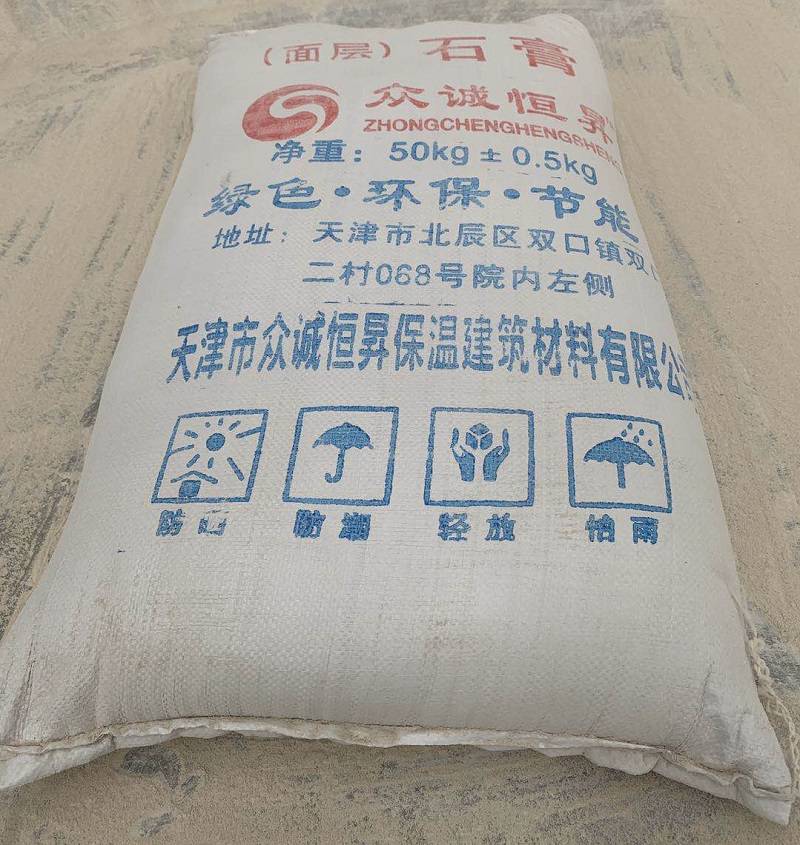 （面层）石膏
众诚恒昇
ZHONGCHENGHENGSHENG
净重：50kg±0.5kg
绿色·环保·节能
地址：天津市北辰区双口镇双
二村068号院内左侧
天津市众诚恒昇保温建筑材料有限公司
防晒 防潮 轻放 怕雨